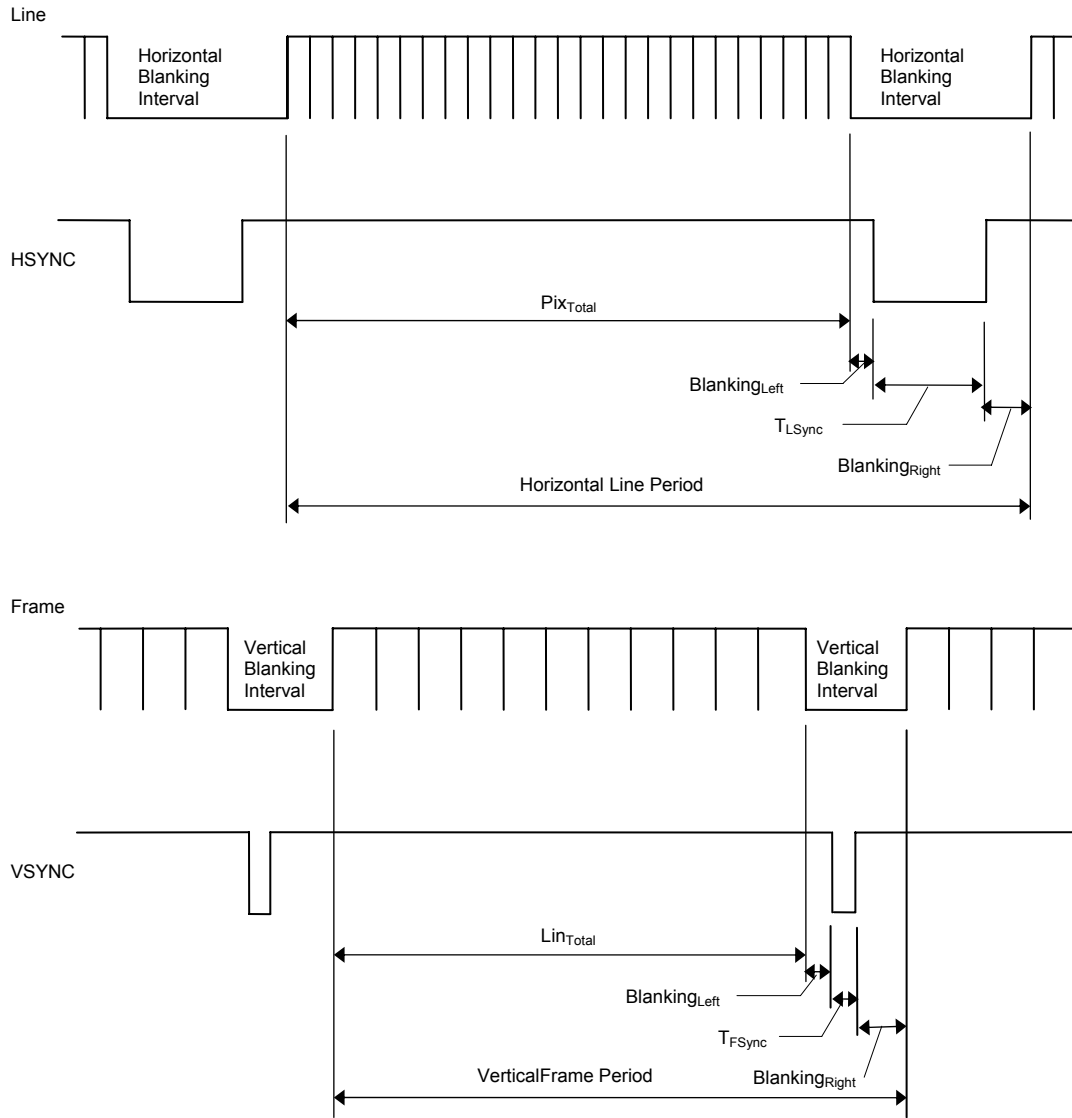 Line
Horizontal
Blanking
Interval
Horizontal
Blanking
Interval
HSYNC
PixTotal
BlankingLeft
TLSync
BlankingRight
Horizontal Line Period
Frame
Vertical
Blanking
Interval
Vertical
Blanking
Interval
VSYNC
LinTotal
BlankingLeft
TFSync
BlankingRight
VerticalFrame Period